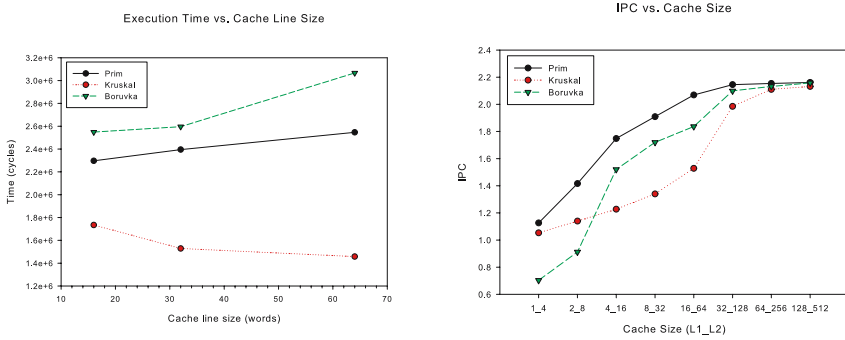 Execution Time vs. Cache Line Size
3.2e+6
3.0e+6
2.8e+6
2.6e+6
2.4e+6
2.2e+6
2.0e+6
1.8e+6
1.6e+6
1.4e+6
1.2e+6
Time (cycles)
Prim
Kruskal
Boruvka
10 20 30 40 50 60 70
Cache line size (words)
IPC vs. Cache Size
2.4
2.2
2.0
1.8
1.6
1.4
1.2
1.0
0.8
0.6
IPC
Prim
Kruskal
Boruvka
1_4 2_8 4_16 8_32 16_64 32_128 64_256 128_512
Cache Size (L1_L2)